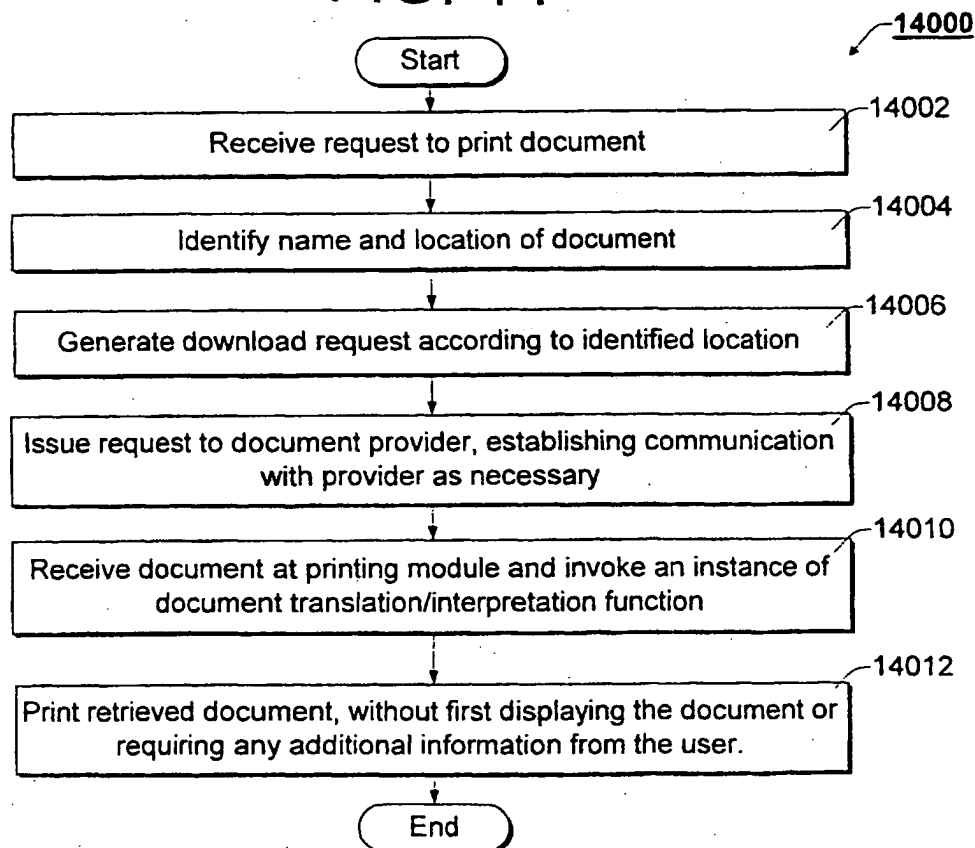 14000
Start
14002
Receive request to print document
14004
Identify name and location of document
14006
Generate download request according to identified location
14008
Issue request to document provider, establishing communication
with provider as necessary
14010
Receive document at printing module and invoke an instance of
document translation/interpretation function
14012
Print retrieved document, without first displaying the document or
requiring any additional information from the user.
End